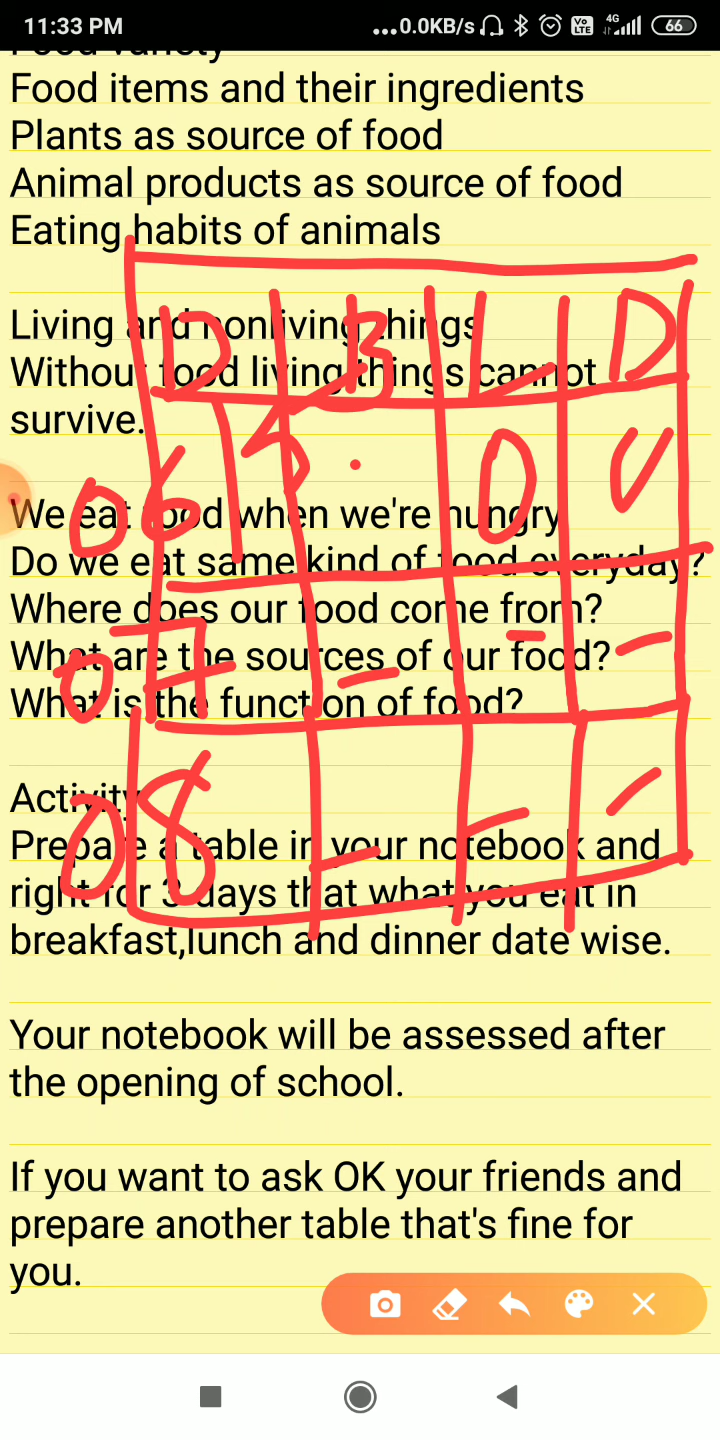 11:33 PM ...0.0KB/s Vo LTE 4G 66
Food variety
Food items and their ingredients
Plants as source of food
Animal products as source of food
Eating habits of animals
Living and nonliving things
Without food living things cannot
survive.
We eat food when we're hungry
Do we eat same kind of food everyday?
Where does our food come from?
What are the sources of our food?
What is the function of food?
Activity
Prepare a table in your notebook and
right for 3 days that what you eat in
breakfast,lunch and dinner date wise.
Your notebook will be assessed after
the opening of school.
If you want to ask OK your friends and
prepare another table that's fine for
you.
D B L D
06
07
08